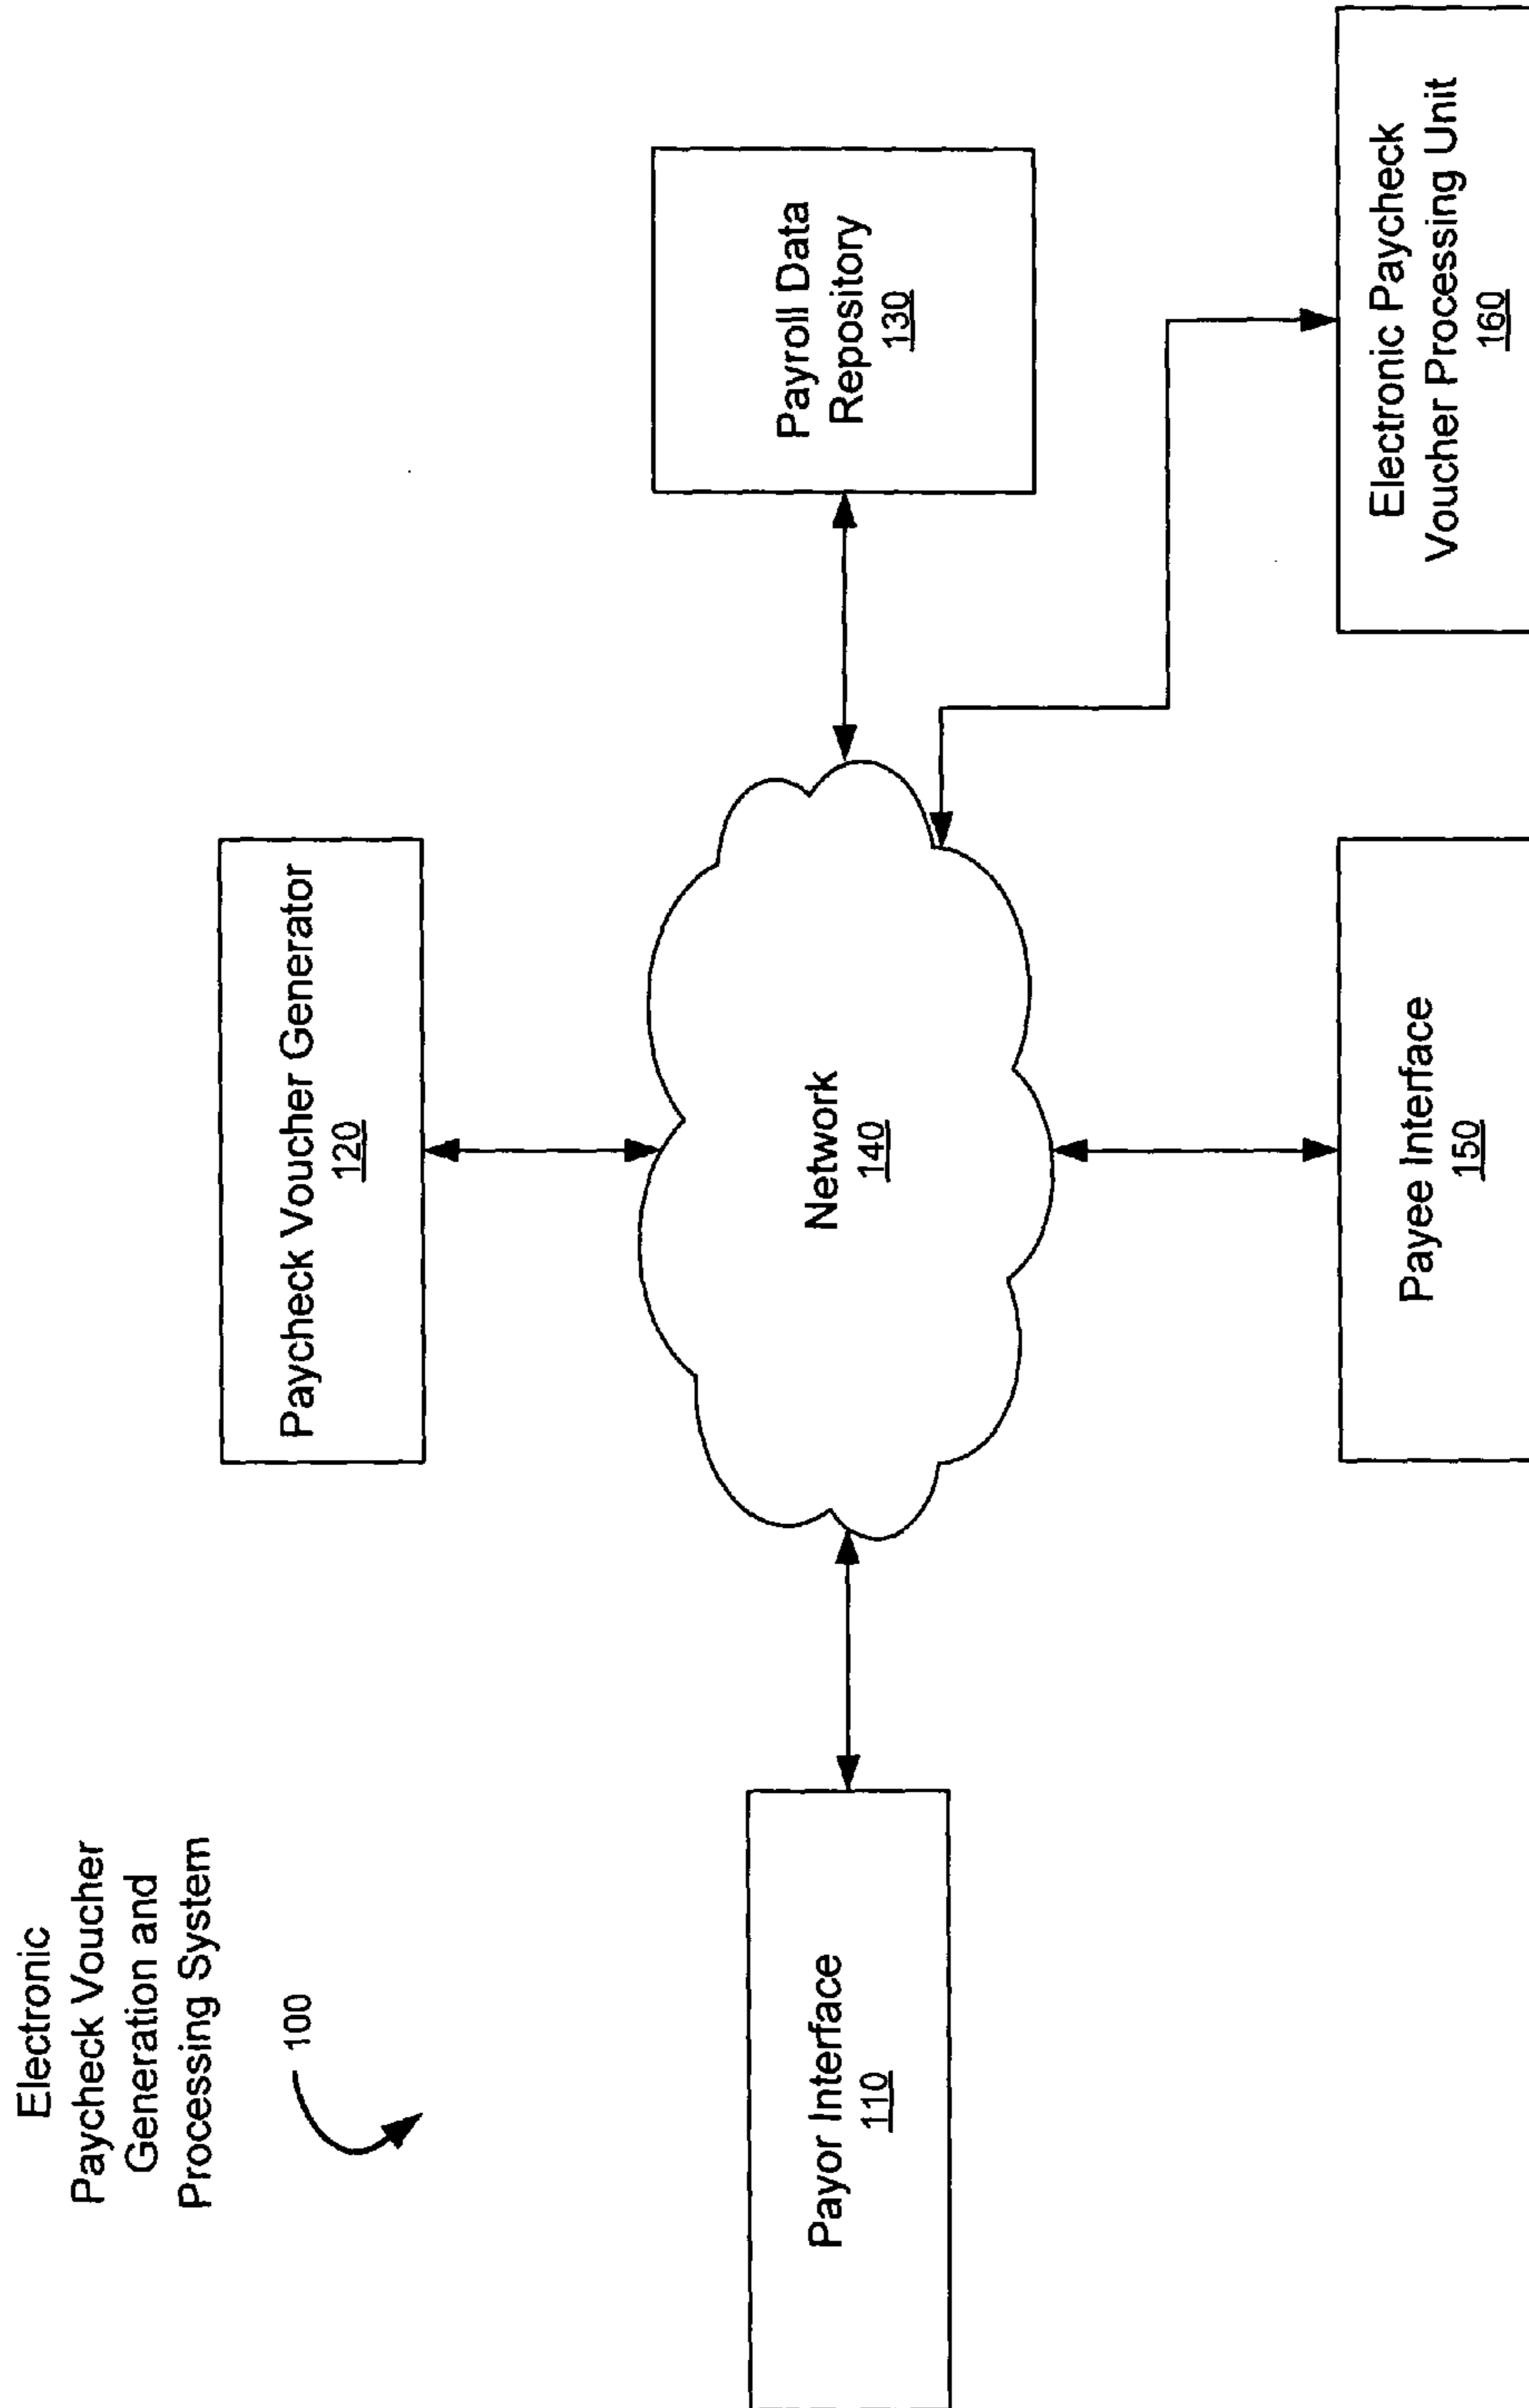 Electronic
Paycheck Voucher
Generation and
Processing System
100
Paycheck Voucher Generator
120
Payor Interface
110
Network
140
Payroll Data
Repository
130
Payee Interface
150
Electronic Paycheck
Voucher Processing Unit
160